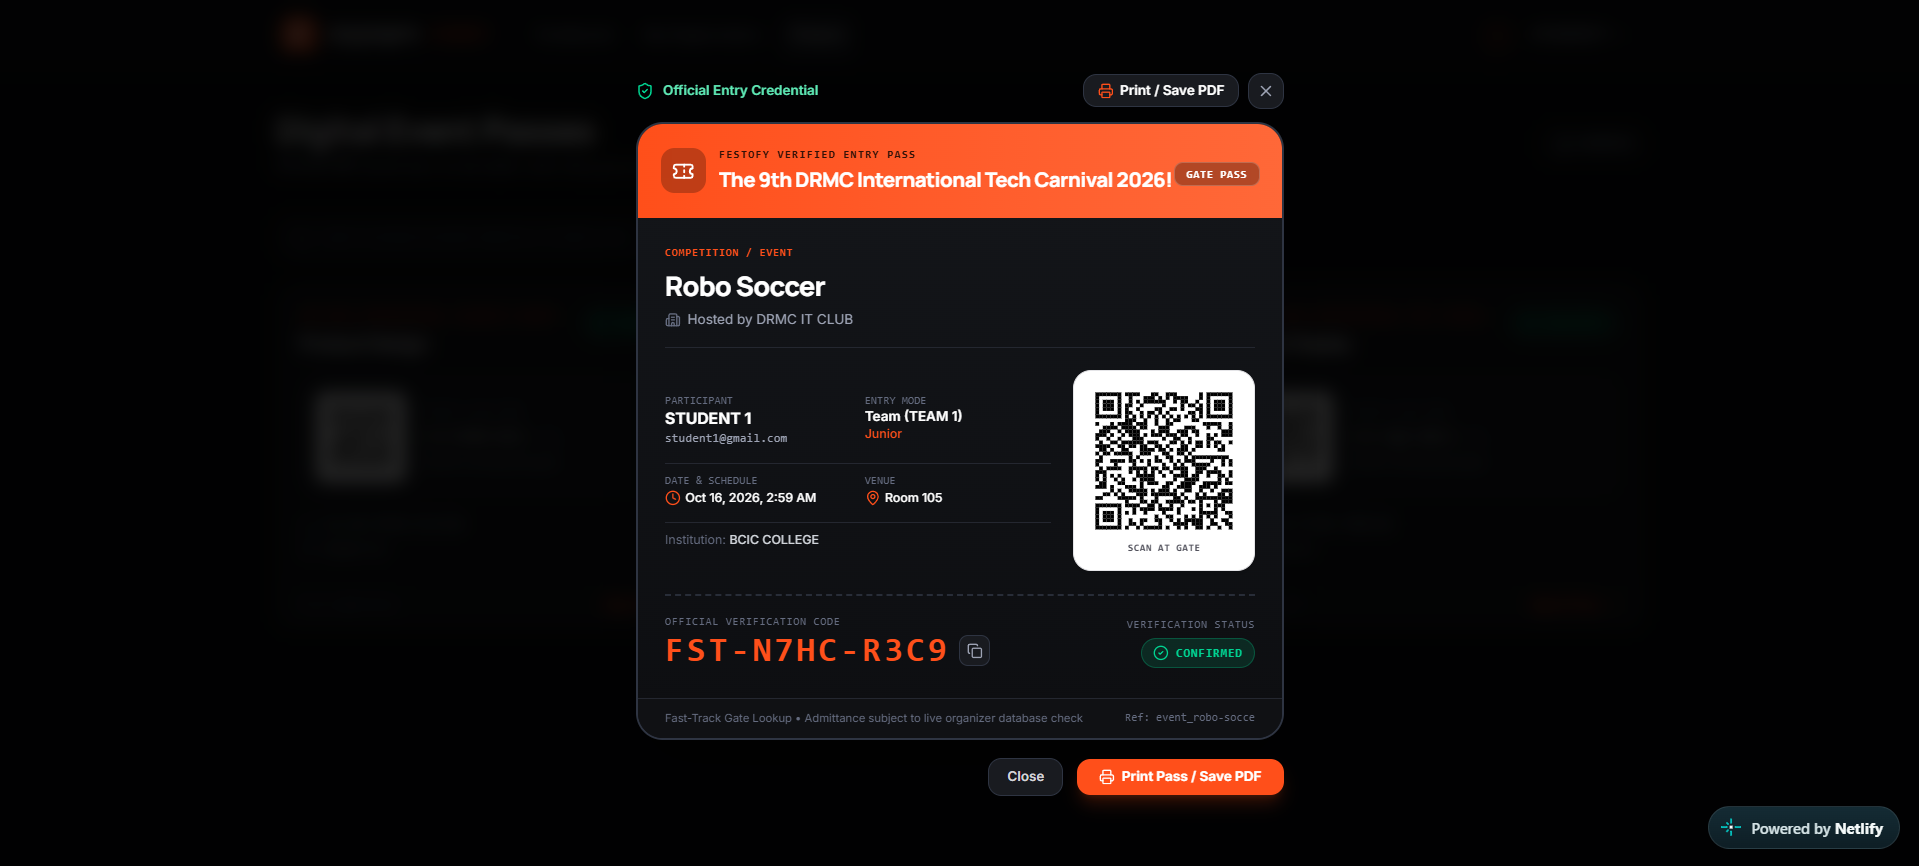 Official Entry Credential
Print / Save PDF
FESTOFY VERIFIED ENTRY PASS
The 9th DRMC International Tech Carnival 2026!
GATE PASS
COMPETITION / EVENT
Robo Soccer
Hosted by DRMC IT CLUB
PARTICIPANT
STUDENT 1
student1@gmail.com
ENTRY MODE
Team (TEAM 1)
Junior
DATE & SCHEDULE
Oct 16, 2026, 2:59 AM
VENUE
Room 105
Institution: BCIC COLLEGE
SCAN AT GATE
OFFICIAL VERIFICATION CODE
FST-N7HC-R3C9
VERIFICATION STATUS
CONFIRMED
Fast-Track Gate Lookup • Admittance subject to live organizer database check
Ref: event_robo-socce
Close
Print Pass / Save PDF
Powered by Netlify